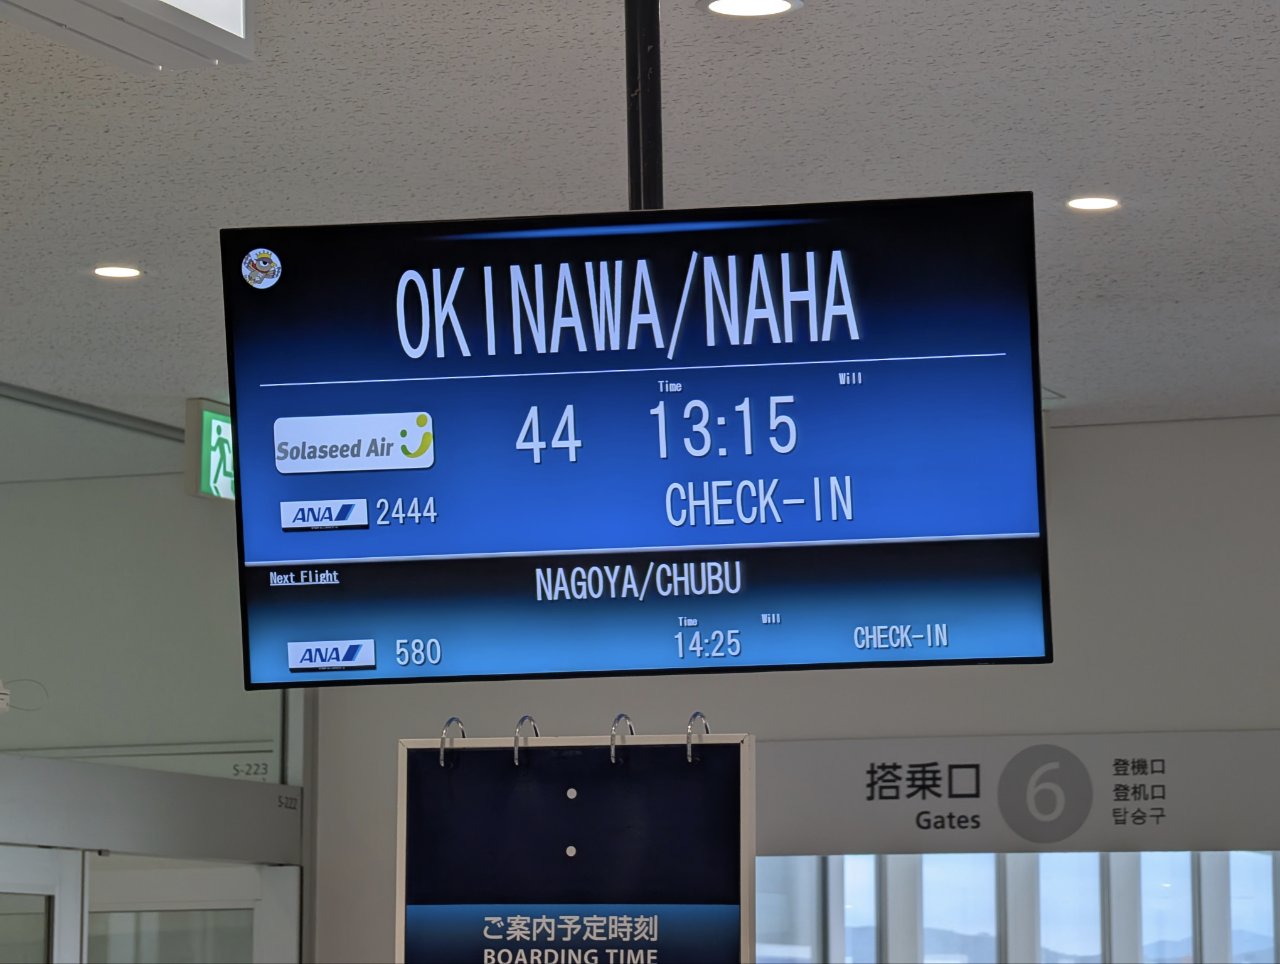 OKINAWA/NAHA
Time Will
Solaseed Air 44 13:15
ANA 2444 CHECK-IN
Next Flight NAGOYA/CHUBU
Time Will
ANA 580 14:25 CHECK-IN
S-223
S-222
搭乗口 6 登機口
登机口
Gates 탑승구
ご案内予定時刻
BOARDING TIME